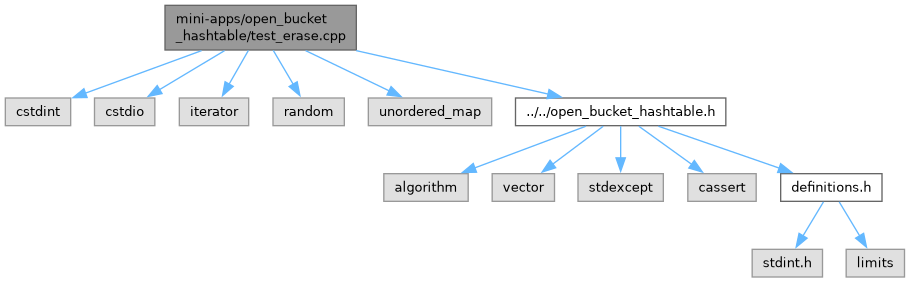 mini-apps/open_bucket
_hashtable/test_erase.cpp
cstdint
cstdio
iterator
random
unordered_map
../../open_bucket_hashtable.h
algorithm
vector
stdexcept
cassert
definitions.h
stdint.h
limits